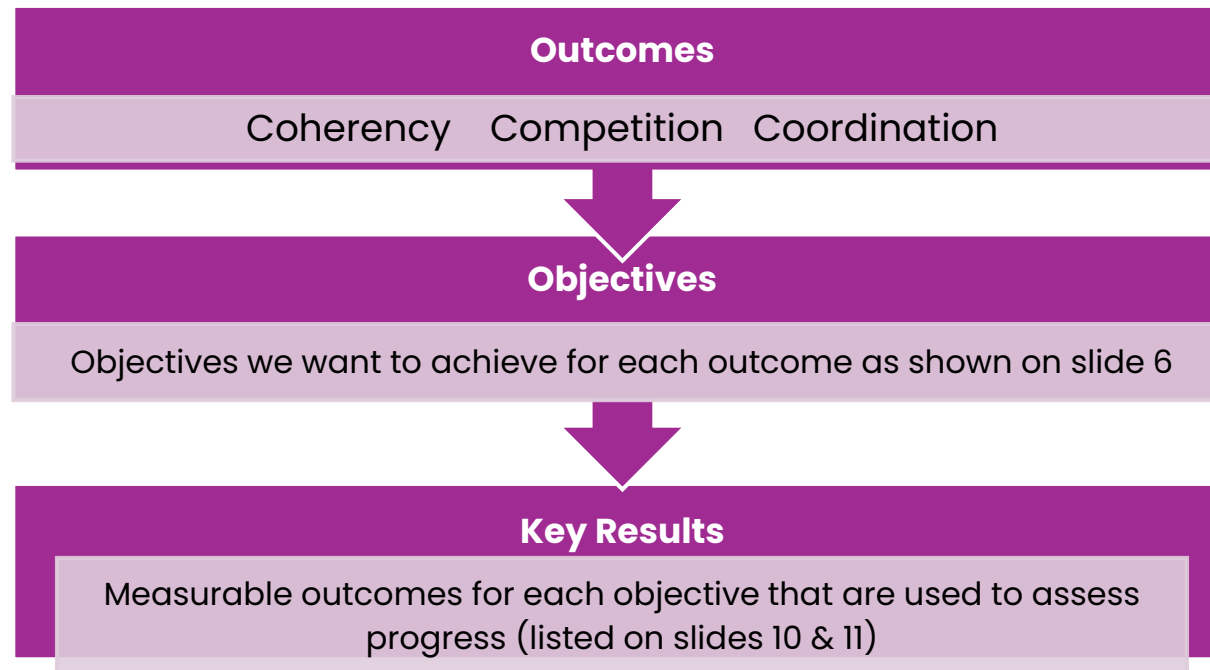 Outcomes
Coherency Competition Coordination
Objectives
Objectives we want to achieve for each outcome as shown on slide 6
Key Results
Measurable outcomes for each objective that are used to assess
progress (listed on slides 10 & 11)